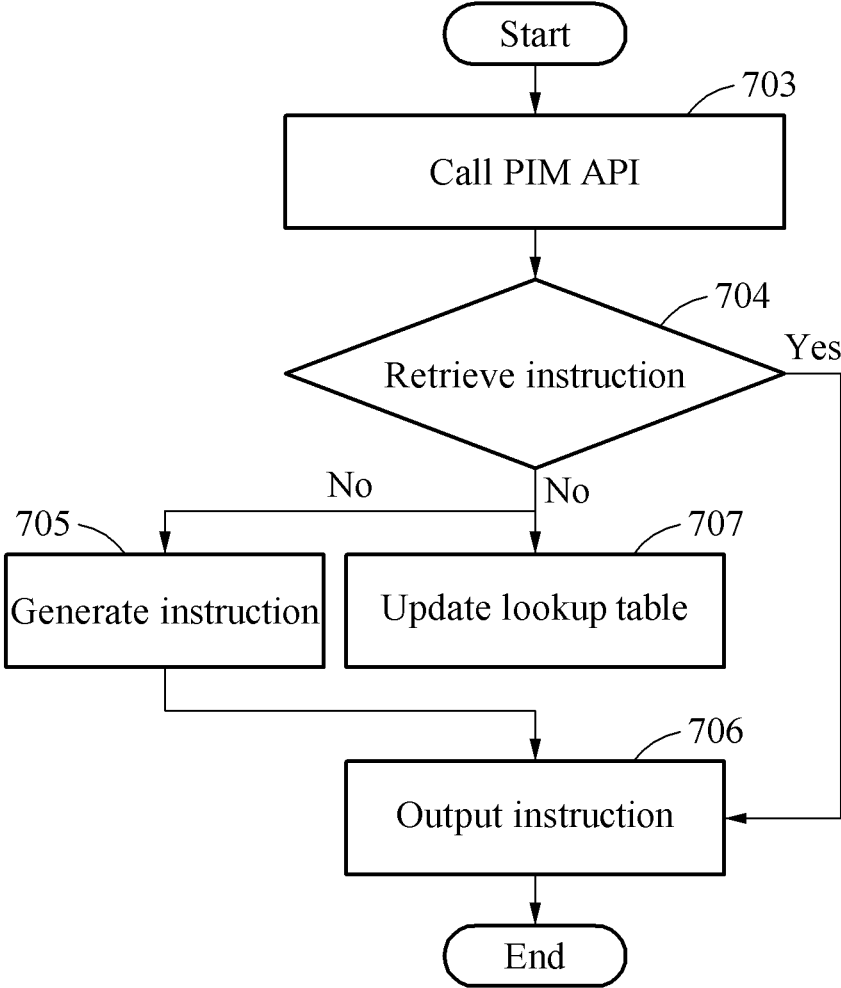 Start
703
Call PIM API
704
Yes
Retrieve instruction
No
No
705
707
Generate instruction
Update lookup table
706
Output instruction
End